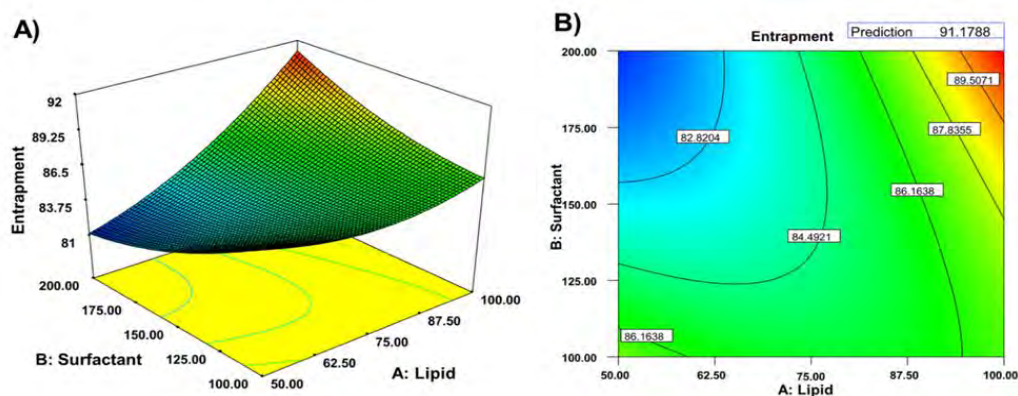 A)
Entrapment
92
89.25
86.5
83.75
81
200.00
175.00
150.00
125.00
100.00
B: Surfactant
50.00
62.50
75.00
87.50
100.00
A: Lipid
B)
Entrapment
Prediction 91.1788
B: Surfactant
200.00
175.00
150.00
125.00
100.00
89.5071
87.8355
82.8204
86.1638
84.4921
86.1638
50.00 62.50 75.00 87.50 100.00
A: Lipid